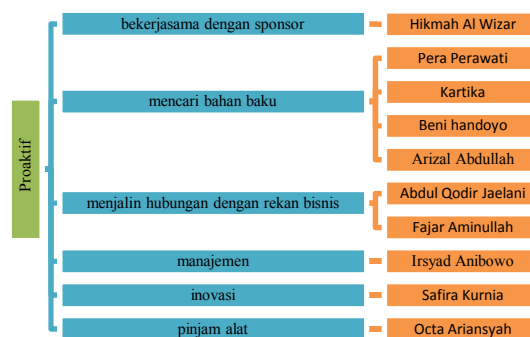 Proaktif
bekerjasama dengan sponsor
Hikmah Al Wizar
mencari bahan baku
Pera Perawati
Kartika
Beni handoyo
Arizal Abdullah
menjalin hubungan dengan rekan bisnis
Abdul Qodir Jaelani
Fajar Aminullah
manajemen
Irsyad Anibowo
inovasi
Safira Kurnia
pinjam alat
Octa Ariansyah